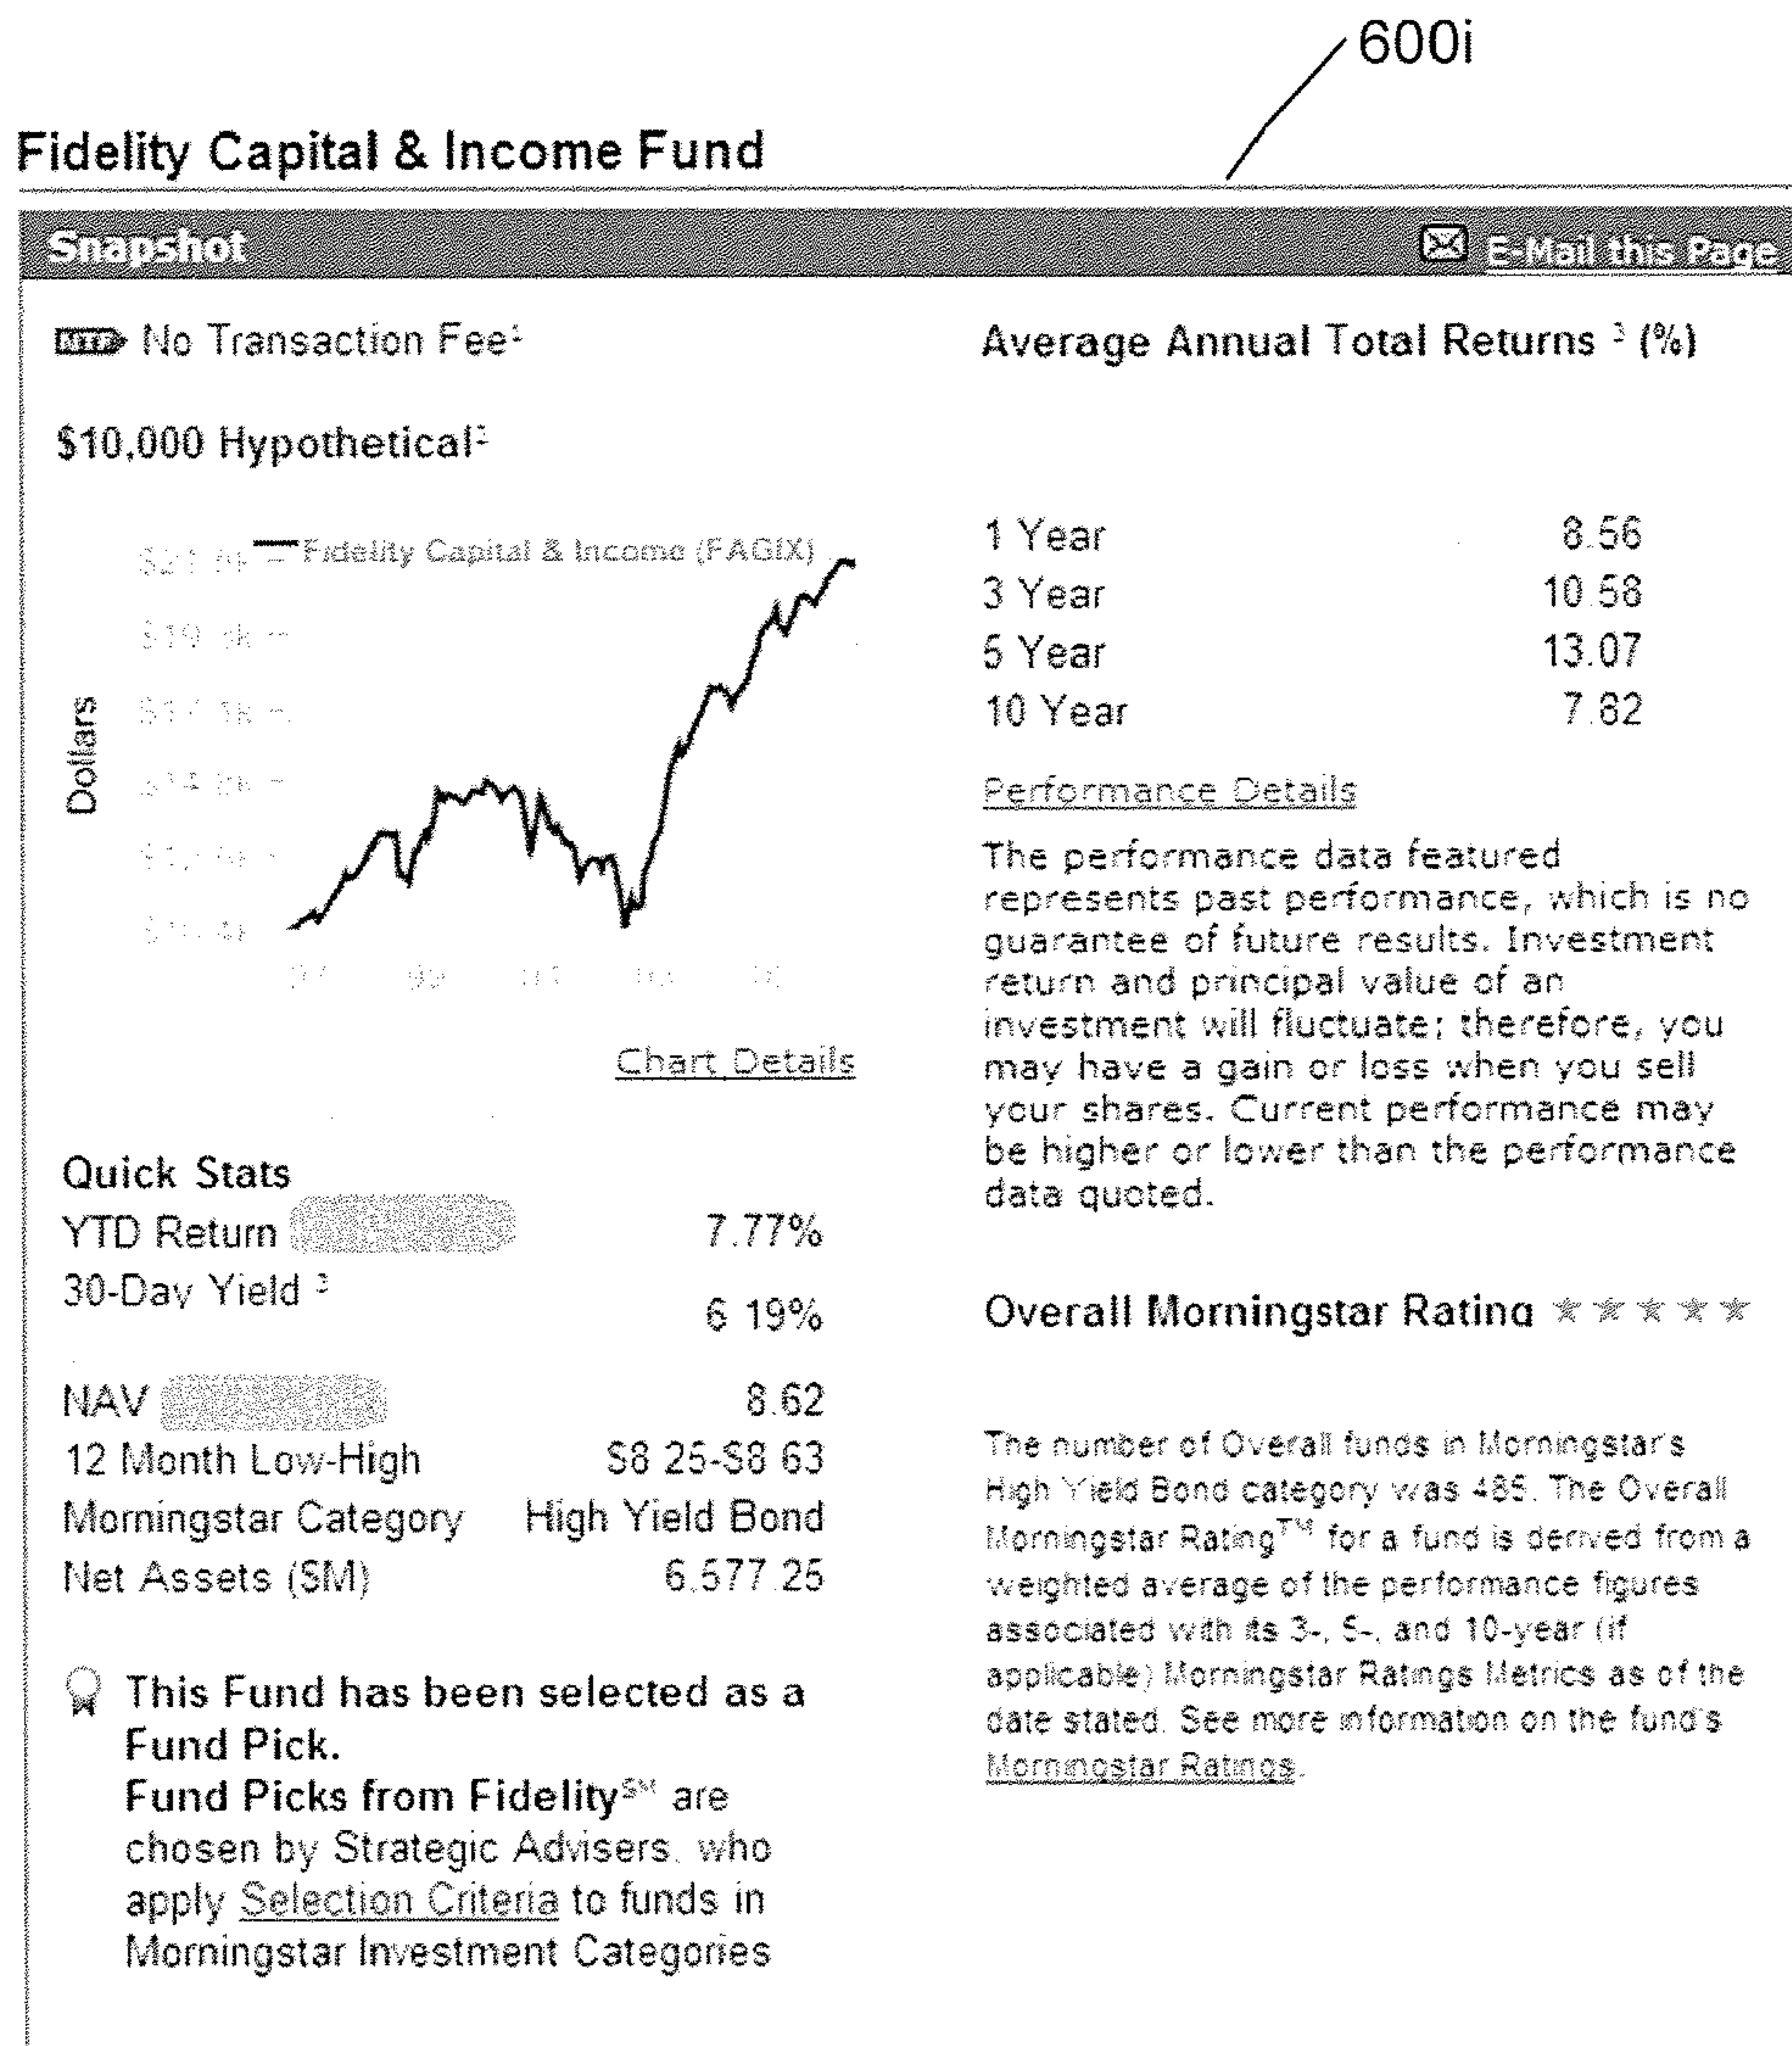 600i
Fidelity Capital & Income Fund
Snapshot
E-Mail this Page
NTF No Transaction Fee
$10,000 Hypothetical
Fidelity Capital & Income (FAGIX)
Dollars
99
Chart Details
Quick Stats
YTD Return 7.77%
30-Day Yield 3 6 19%
NAV 8.62
12 Month Low-High $8 25-$8 63
Morningstar Category High Yield Bond
Net Assets ($M) 6,577.25
This Fund has been selected as a
Fund Pick.
Fund Picks from Fidelity℠ are
chosen by Strategic Advisers, who
apply Selection Criteria to funds in
Morningstar Investment Categories
Average Annual Total Returns 3 (%)
1 Year 8.56
3 Year 10.58
5 Year 13.07
10 Year 7.82
Performance Details
The performance data featured
represents past performance, which is no
guarantee of future results. Investment
return and principal value of an
investment will fluctuate; therefore, you
may have a gain or loss when you sell
your shares. Current performance may
be higher or lower than the performance
data quoted.
Overall Morningstar Rating
The number of Overall funds in Morningstar's
High Yield Bond category was 485. The Overall
Morningstar Rating™ for a fund is derived from a
weighted average of the performance figures
associated with its 3-, 5-, and 10-year (if
applicable) Morningstar Ratings Metrics as of the
date stated. See more information on the fund's
Morningstar Ratings.